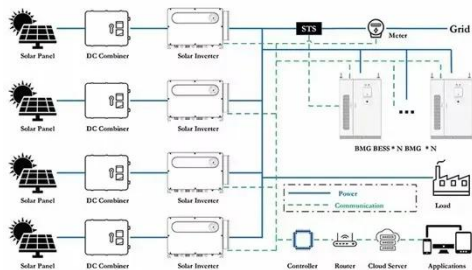 STS
Meter
Grid
Solar Panel DC Combiner Solar Inverter
BMG BESS * N BMG * N
Solar Panel DC Combiner Solar Inverter
Solar Panel DC Combiner Solar Inverter
Power
Communication
Load
Solar Panel DC Combiner Solar Inverter
Controller Router Cloud Server Applications